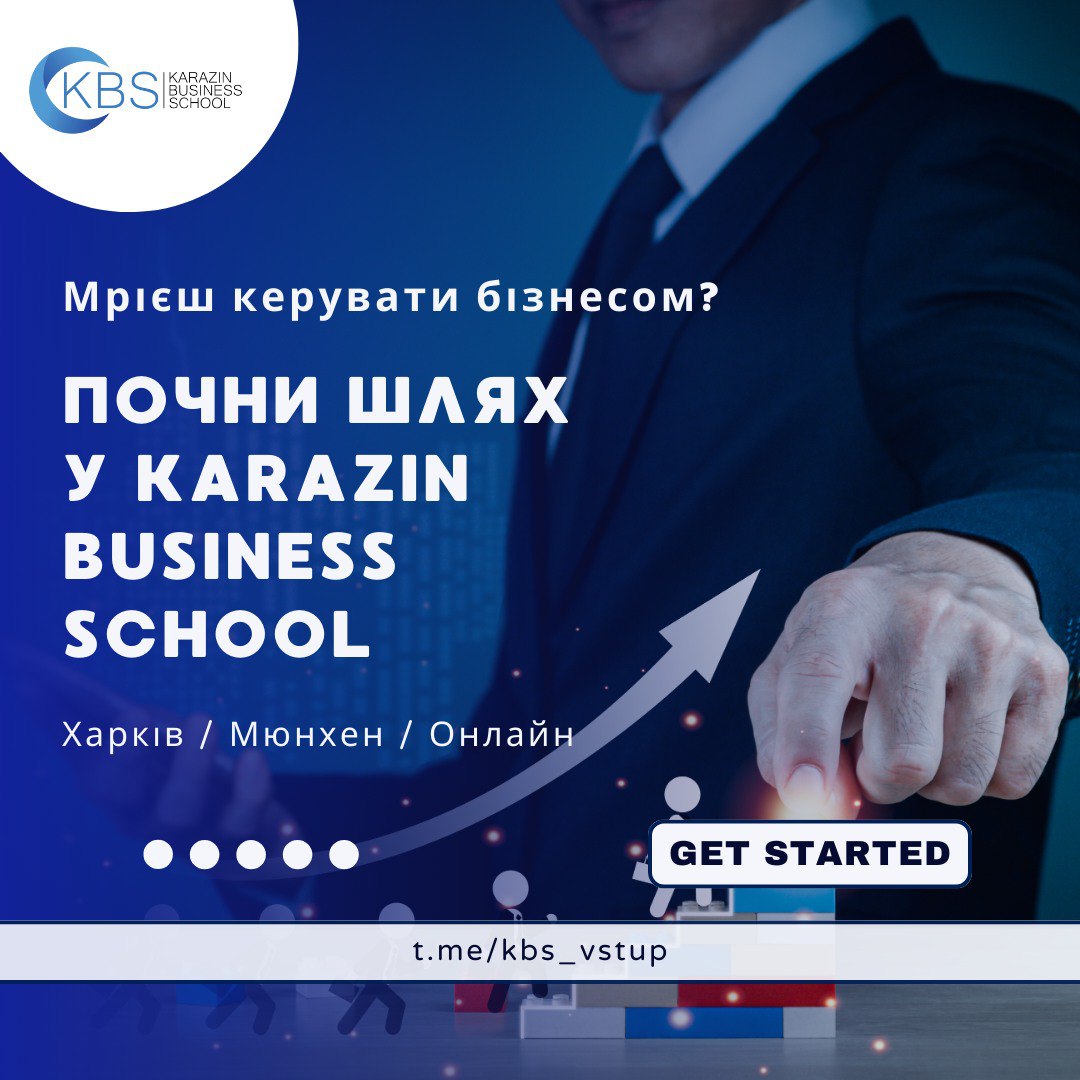 KBS
KARAZIN
BUSINESS
SCHOOL
Мрієш керувати бізнесом?
ПОЧНИ ШЛЯХ
У KARAZIN
BUSINESS
SCHOOL
Харків / Мюнхен / Онлайн
GET STARTED
t.me/kbs_vstup